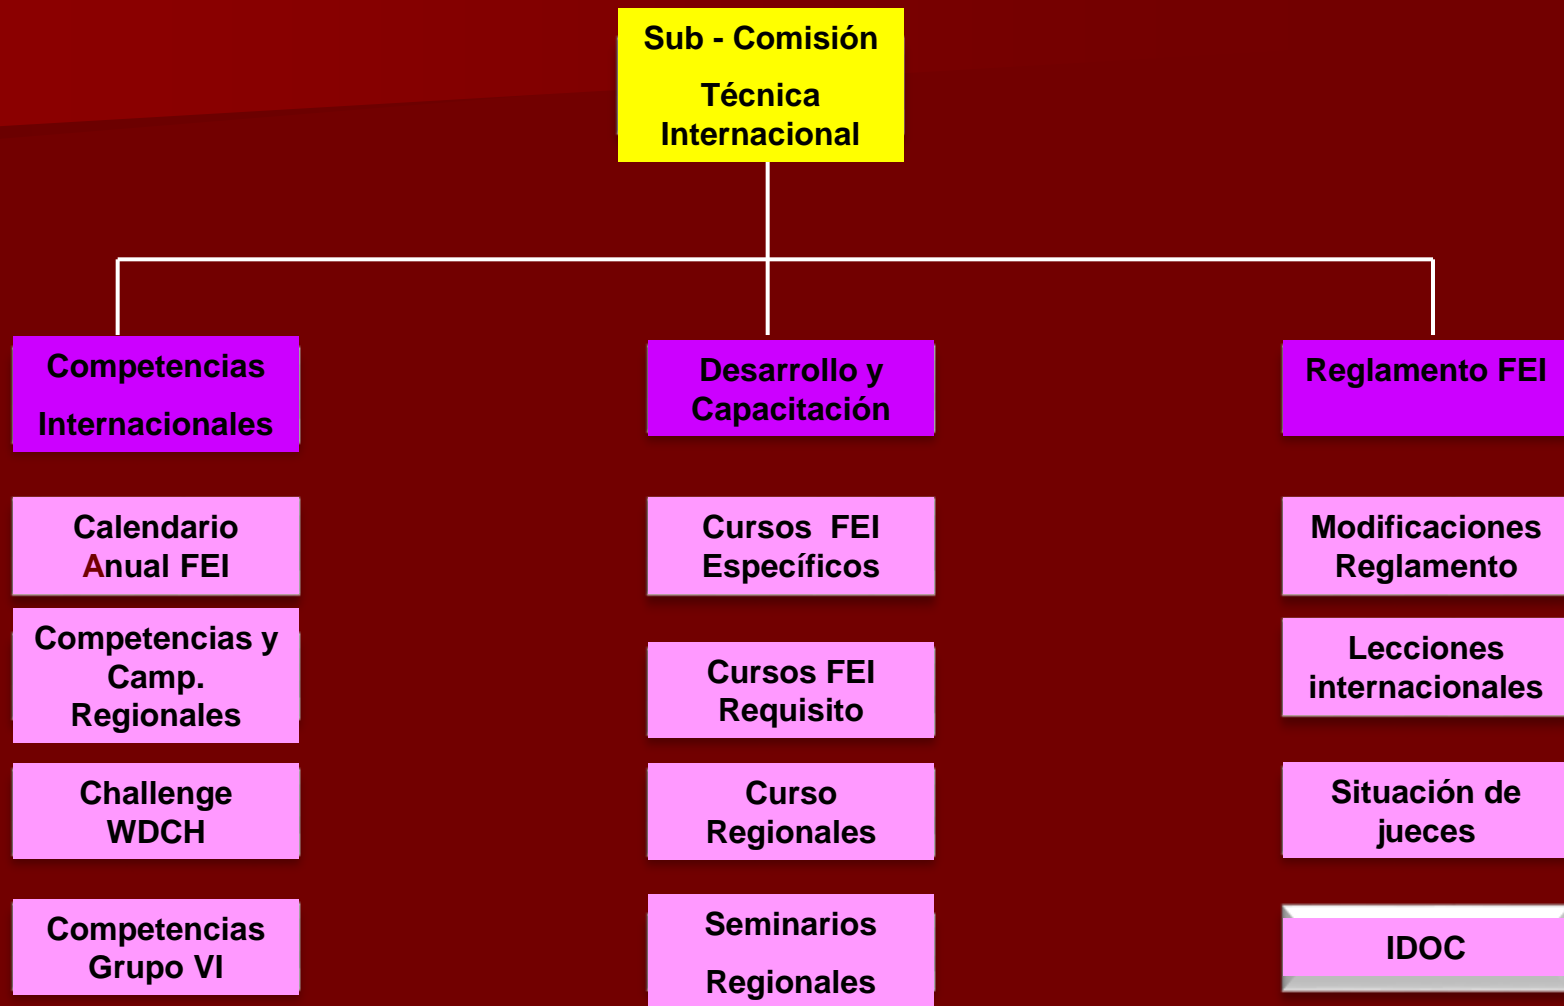 Sub - Comisión
Técnica
Internacional
Competencias
Internacionales
Desarrollo y
Capacitación
Reglamento FEI
Calendario
Anual FEI
Competencias y
Camp.
Regionales
Challenge
WDCH
Competencias
Grupo VI
Cursos FEI
Específicos
Cursos FEI
Requisito
Curso
Regionales
Seminarios
Regionales
Modificaciones
Reglamento
Lecciones
internacionales
Situación de
jueces
IDOC